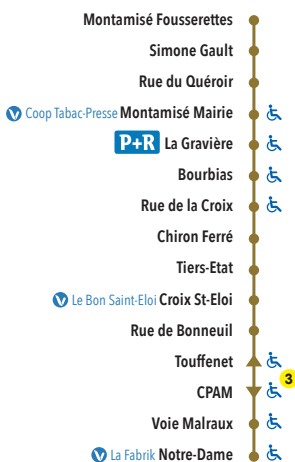 Montamisé Fousserettes
Simone Gault
Rue du Quéroir
V Coop Tabac-Presse Montamisé Mairie
P+R La Gravière
Bourbias
Rue de la Croix
Chiron Ferré
Tiers-Etat
V Le Bon Saint-Eloi Croix St-Eloi
Rue de Bonneuil
Touffenet
3
CPAM
Voie Malraux
V La Fabrik Notre-Dame